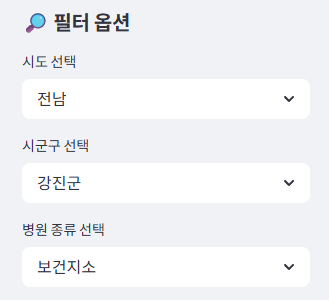 필터 옵션
시도 선택
전남
시군구 선택
강진군
병원 종류 선택
보건지소